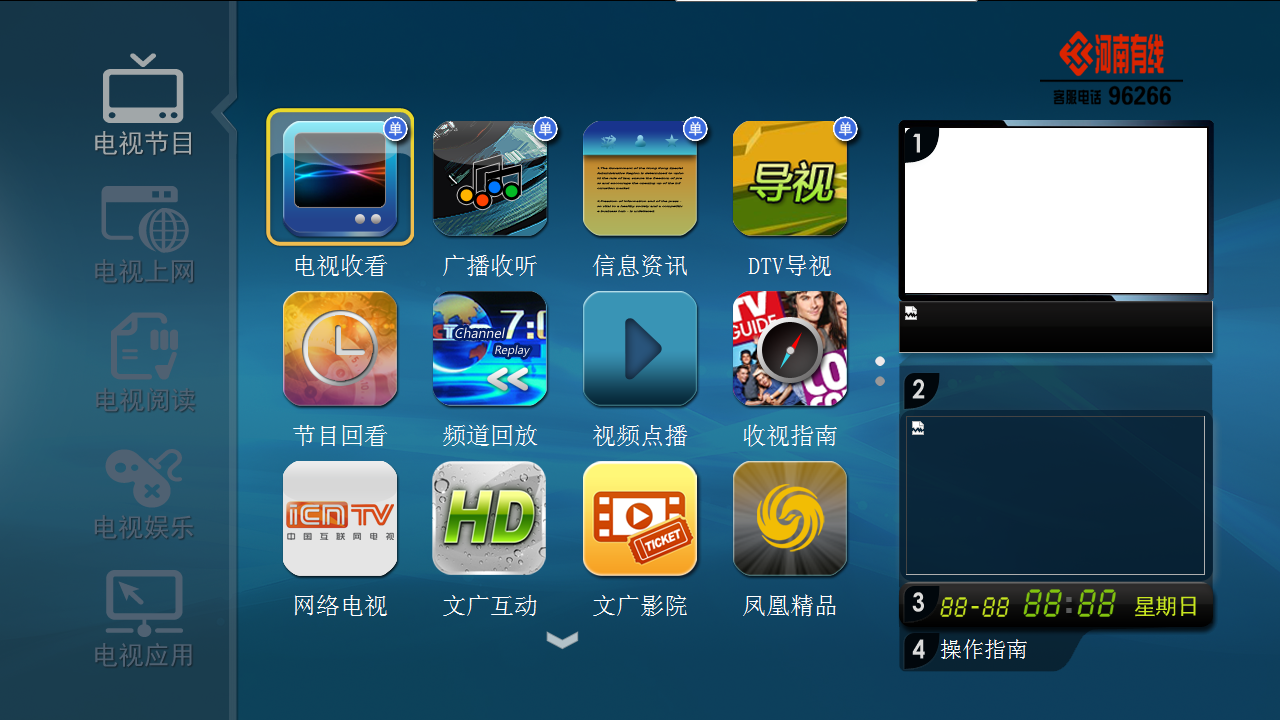 电视节目
电视上网
电视阅读
电视娱乐
电视应用
河南有线
客服电话 96266
单
单
单
单
导视
电视收看
广播收听
信息资讯
DTV导视
7:0
Channel
Replay
TV
GUIDE
节目回看
频道回放
视频点播
收视指南
iCNTV
中国互联网电视
HD
TICKET
网络电视
文广互动
文广影院
凤凰精品
1
2
3
88-88 88:88 星期日
4 操作指南